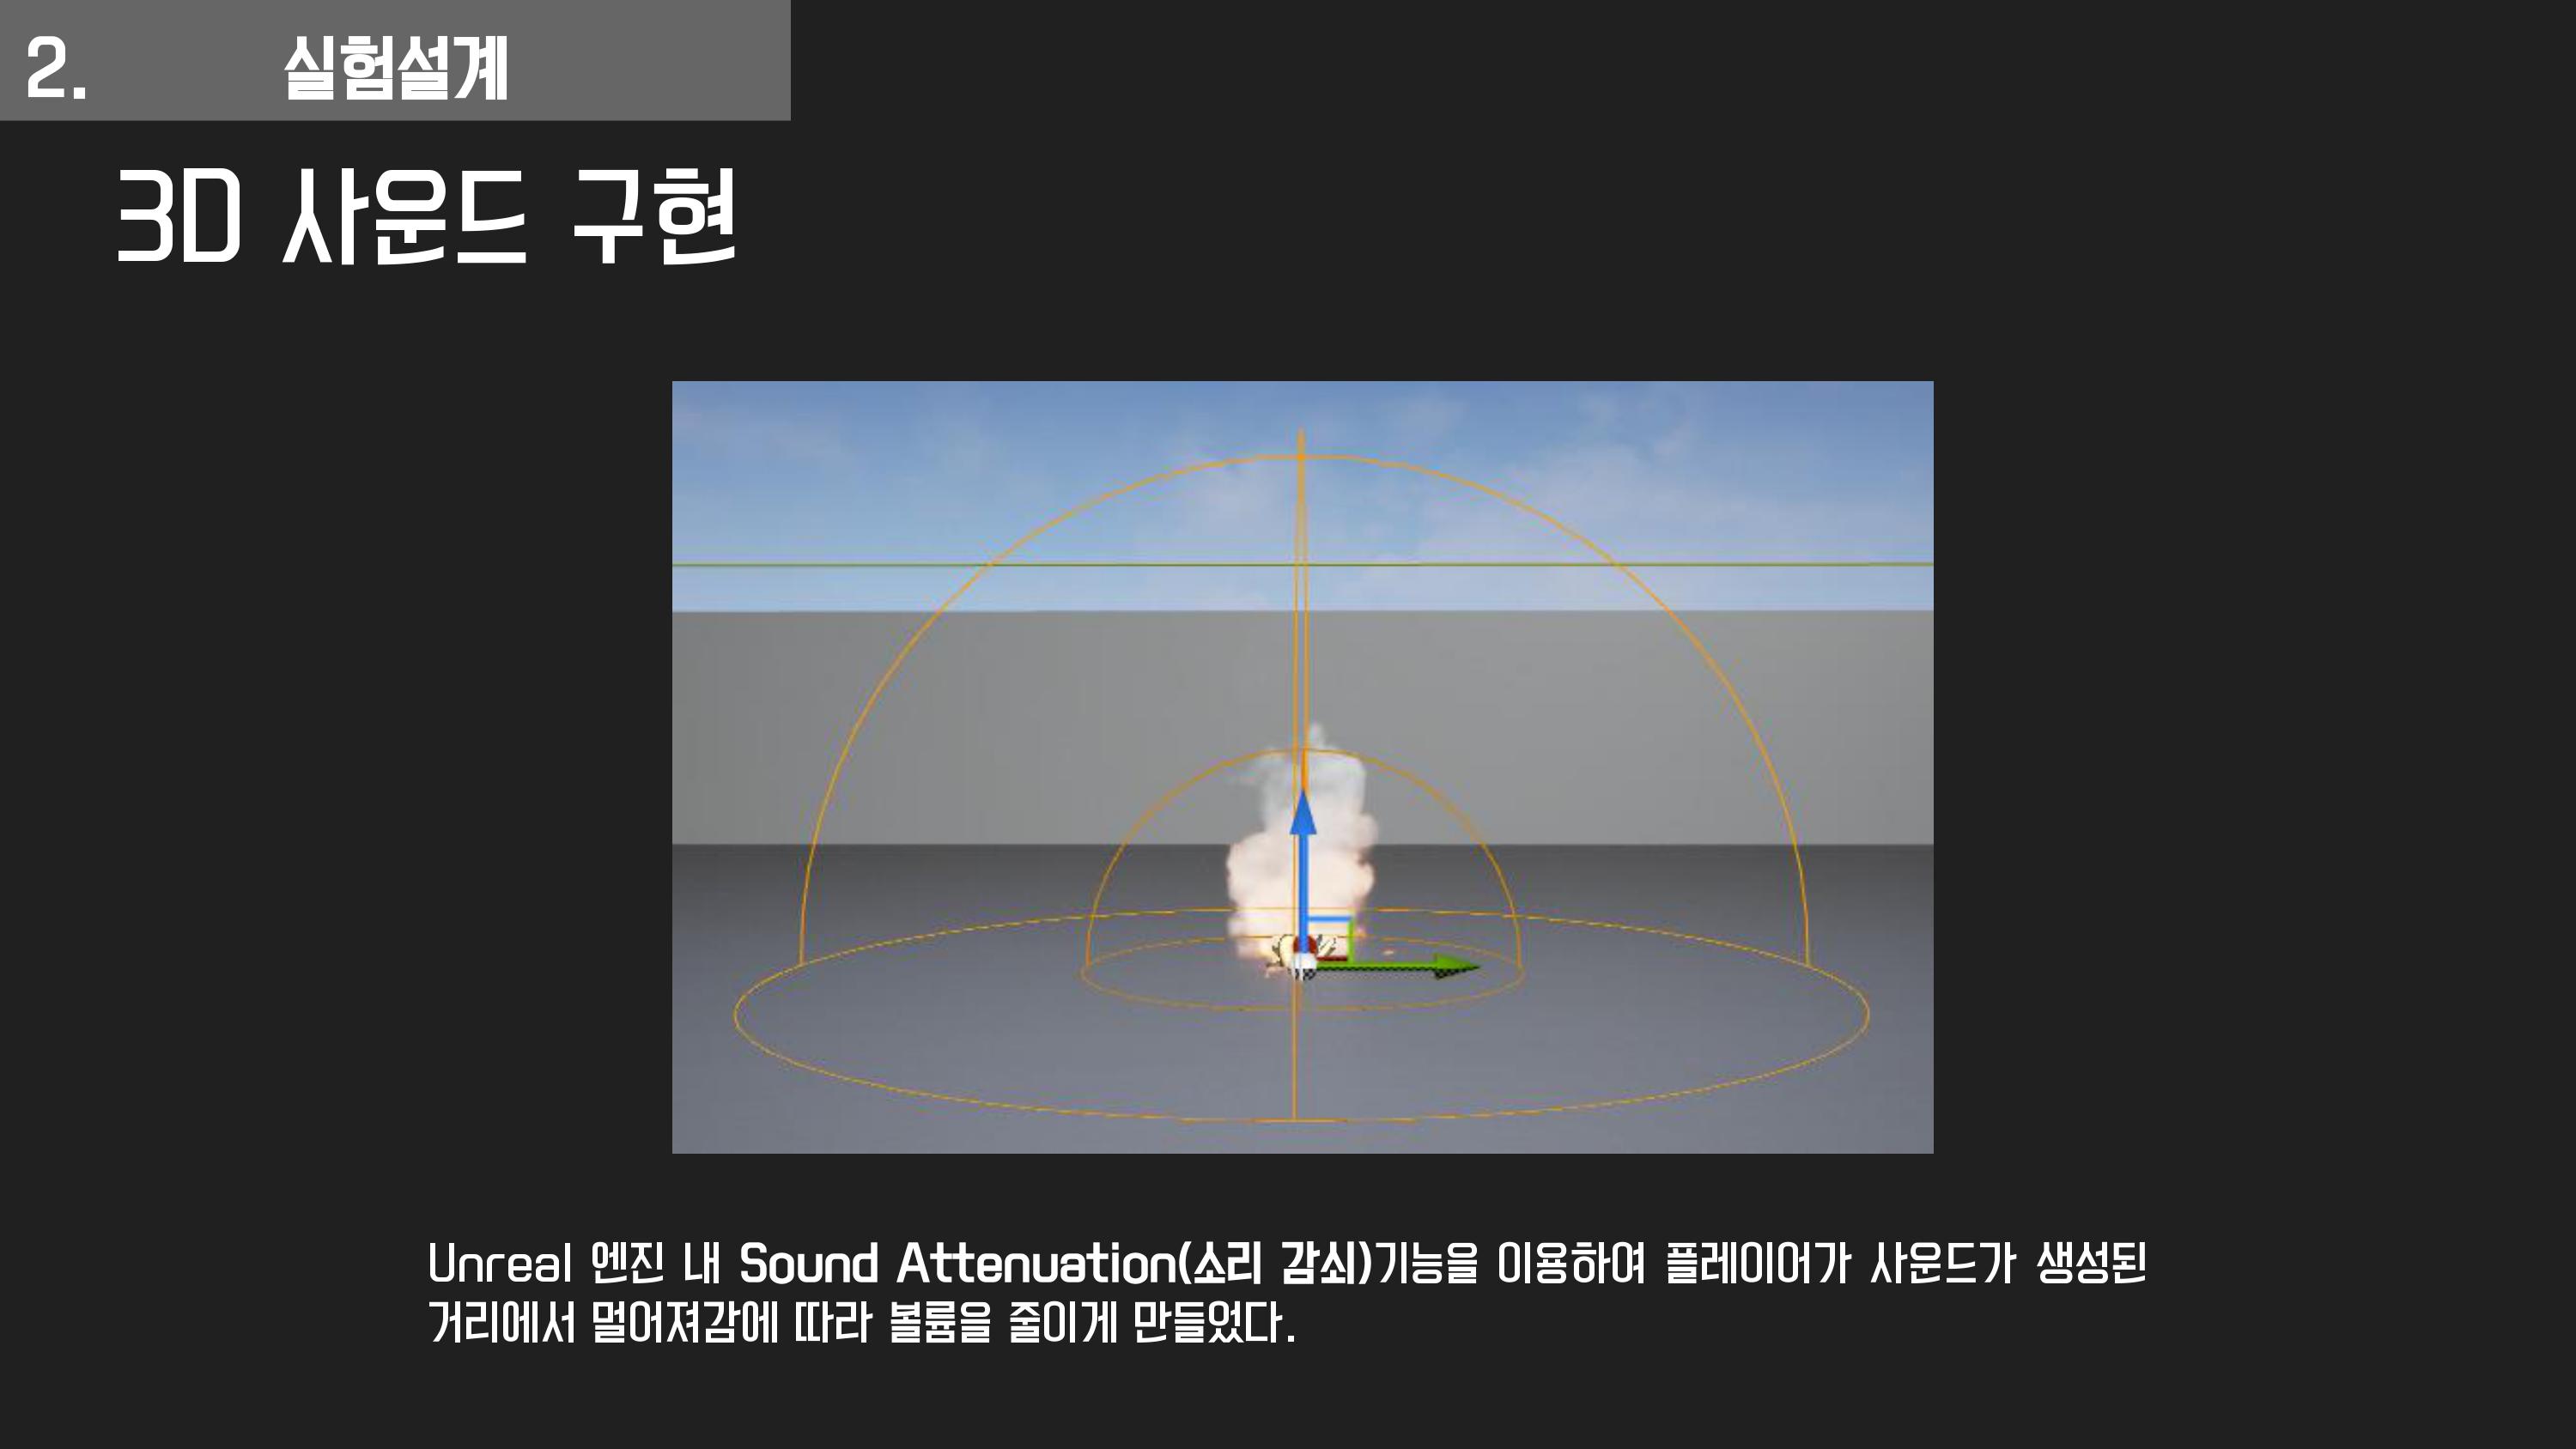 2. 실험설계
3D 사운드 구현
Unreal 엔진 내 Sound Attenuation(소리 감쇠)기능을 이용하여 플레이어가 사운드가 생성된
거리에서 멀어져감에 따라 볼륨을 줄이게 만들었다.